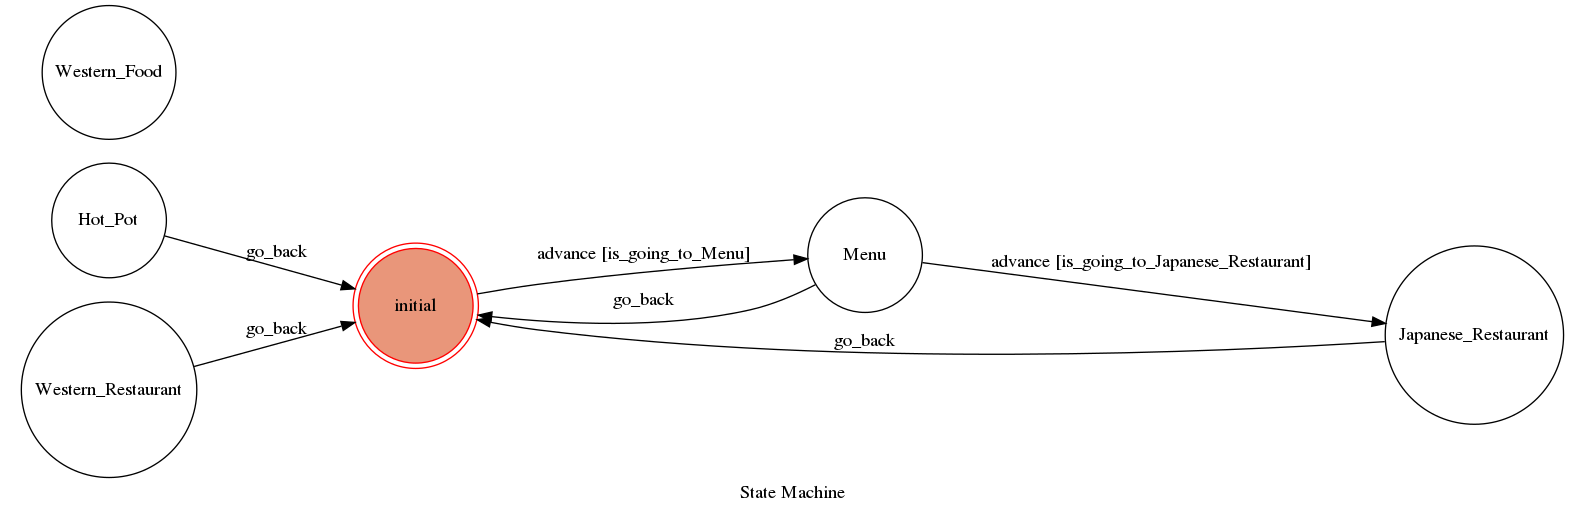 Western_Food
Hot_Pot
go_back
Western_Restaurant
go_back
initial
advance [is_going_to_Menu]
go_back
Menu
advance [is_going_to_Japanese_Restaurant]
go_back
Japanese_Restaurant
State Machine